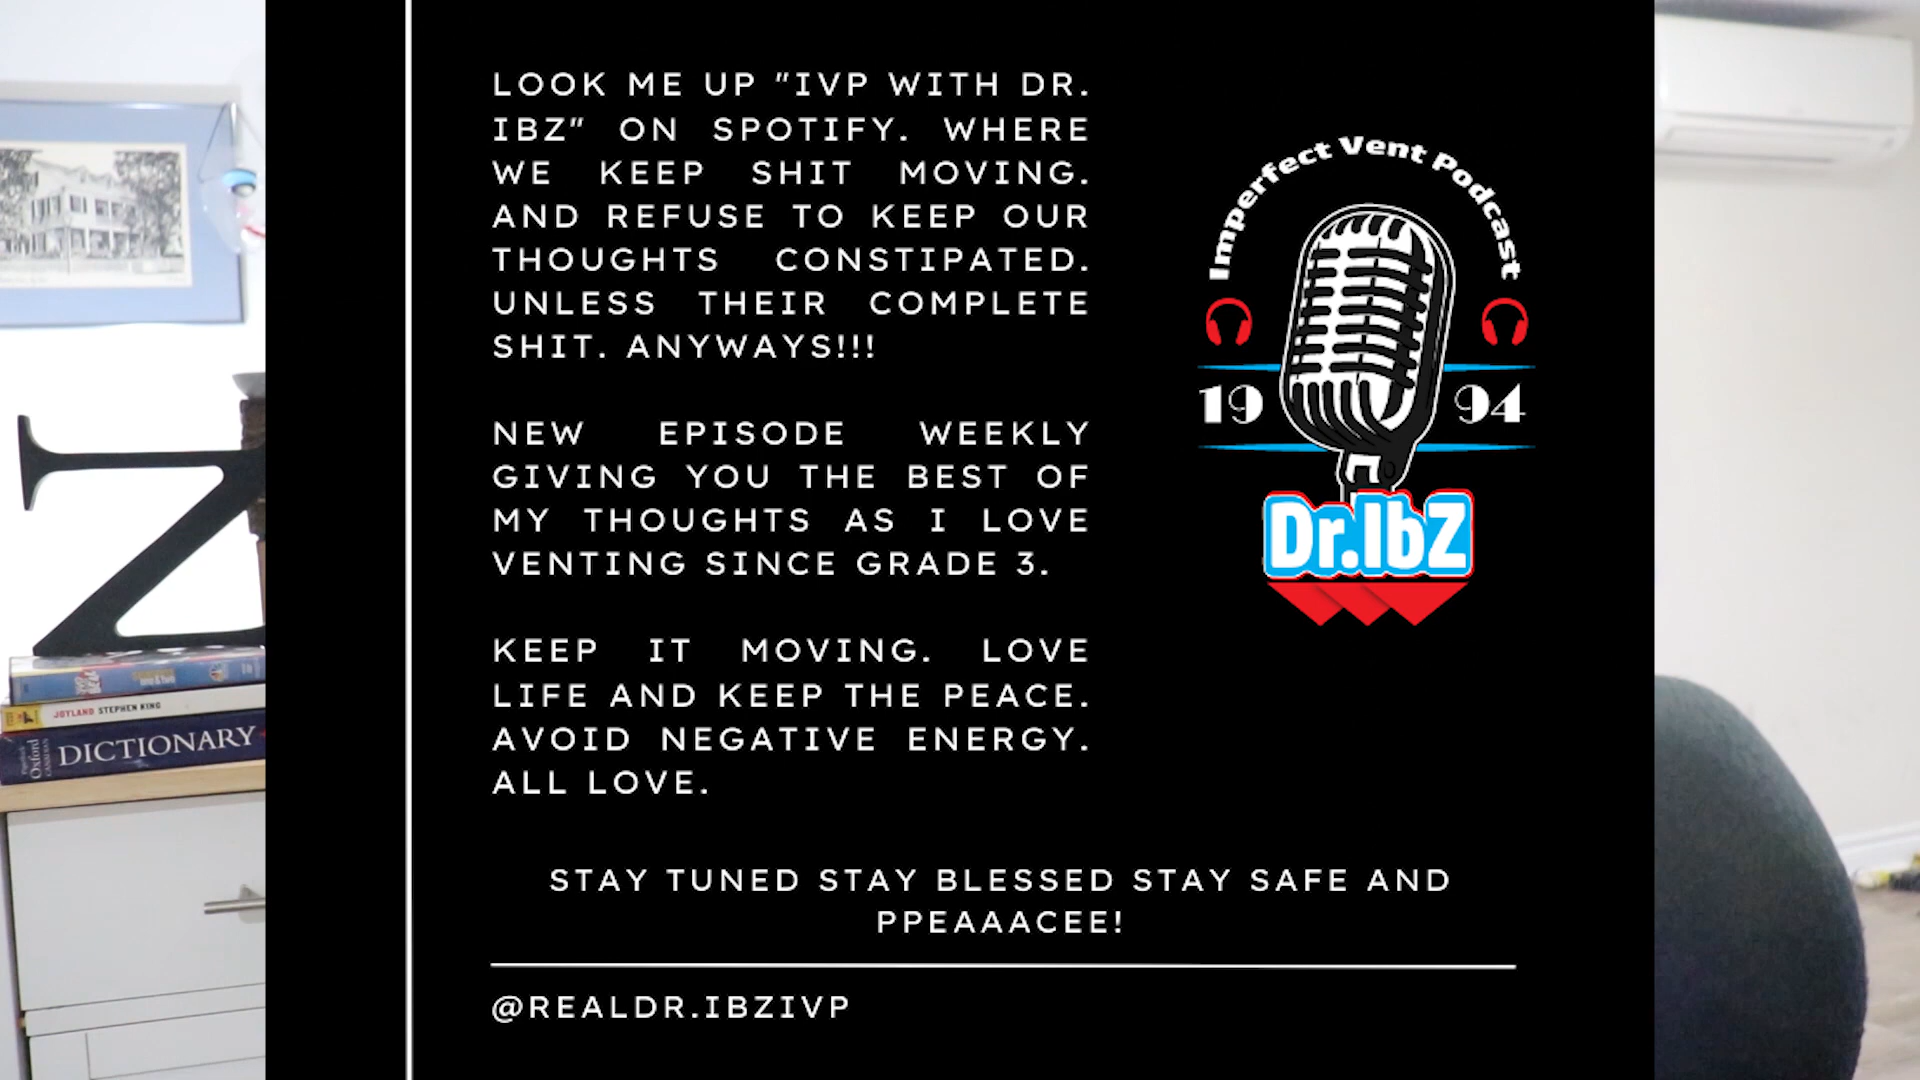 LOOK ME UP "IVP WITH DR.
IBZ" ON SPOTIFY. WHERE
WE KEEP SHIT MOVING.
AND REFUSE TO KEEP OUR
THOUGHTS CONSTIPATED.
UNLESS THEIR COMPLETE
SHIT. ANYWAYS!!!
NEW EPISODE WEEKLY
GIVING YOU THE BEST OF
MY THOUGHTS AS I LOVE
VENTING SINCE GRADE 3.
KEEP IT MOVING. LOVE
LIFE AND KEEP THE PEACE.
AVOID NEGATIVE ENERGY.
ALL LOVE.
STAY TUNED STAY BLESSED STAY SAFE AND
PPEAAACEE!
@REALDR.IBZIVP
Imperfect Vent Podcast
19 94
Dr.IbZ
Z
JOYLAND STEPHEN KING
Oxford
DICTIONARY